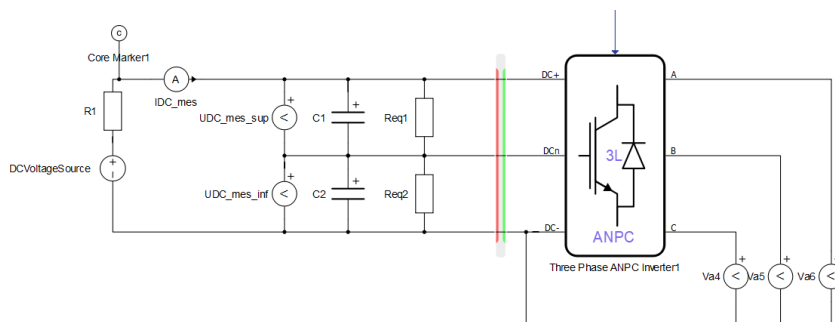 c
Core Marker1
A
IDC_mes
R1
DCVoltageSource
UDC_mes_sup
C1
Req1
UDC_mes_inf
C2
Req2
DC+
DCn
DC-
3L
ANPC
Three Phase ANPC Inverter1
A
B
C
Va4
Va5
Va6